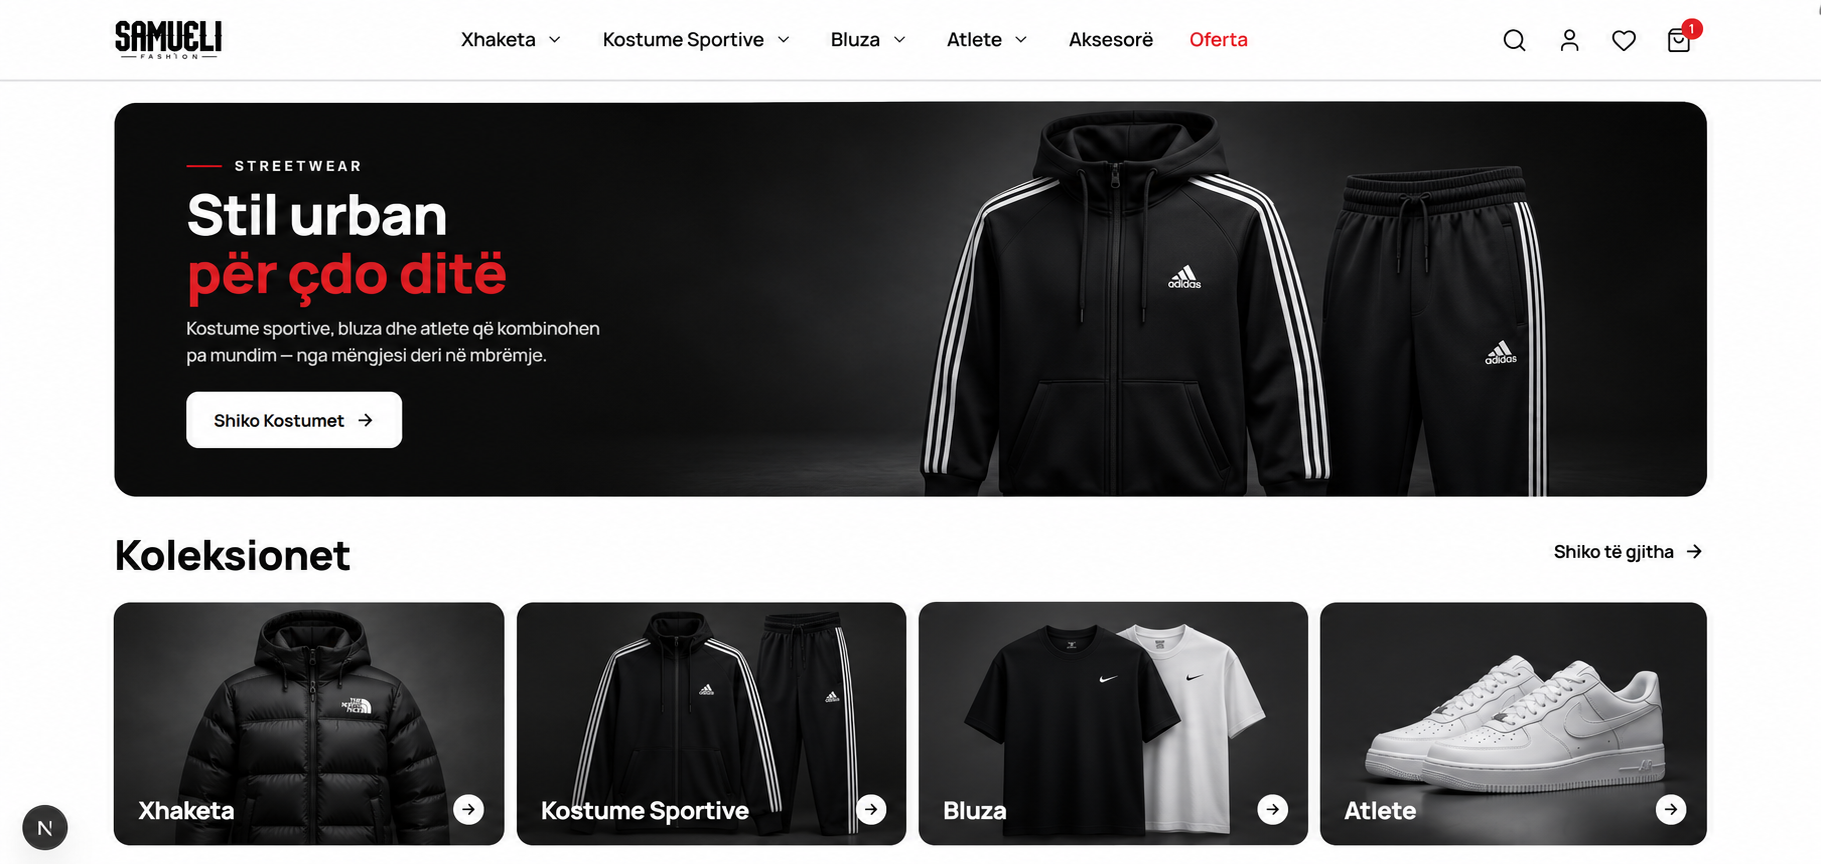 SAMUELI
FASHION
Xhaketa
Kostume Sportive
Bluza
Atlete
Aksesorë
Oferta
1
STREETWEAR
Stil urban
për çdo ditë
Kostume sportive, bluza dhe atlete që kombinohen
pa mundim — nga mëngjesi deri në mbrëmje.
Shiko Kostumet
adidas
adidas
Koleksionet
Shiko të gjitha
Xhaketa
adidas
adidas
Kostume Sportive
Bluza
Atlete
N